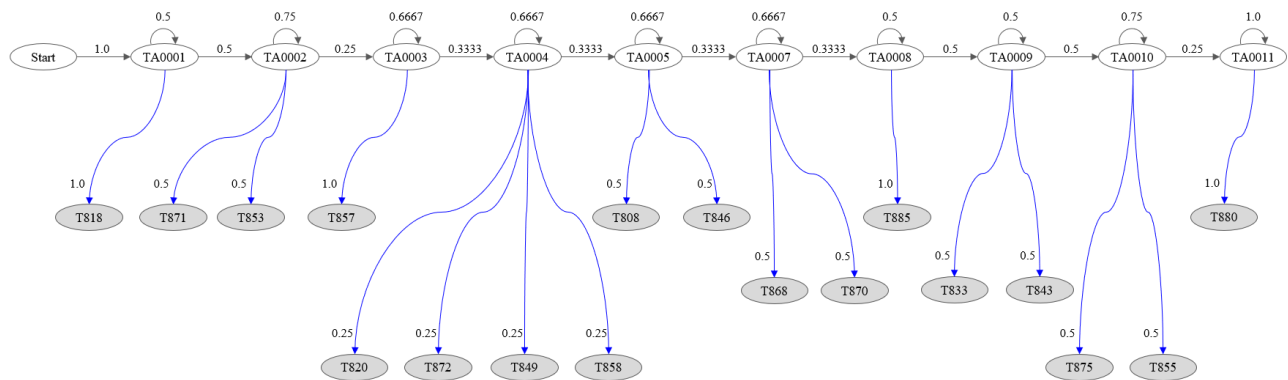 0.5 0.75 0.6667 0.6667 0.6667 0.6667 0.5 0.5 0.75 1.0
Start 1.0 TA0001 0.5 TA0002 0.25 TA0003 0.3333 TA0004 0.3333 TA0005 0.3333 TA0007 0.3333 TA0008 0.5 TA0009 0.5 TA0010 0.25 TA0011
1.0 0.5 0.5 1.0 0.5 0.5 1.0 1.0
T818 T871 T853 T857 T808 T846 T885 T880
0.5 0.5 0.5 0.5
T868 T870 T833 T843
0.25 0.25 0.25 0.25 0.5 0.5
T820 T872 T849 T858 T875 T855